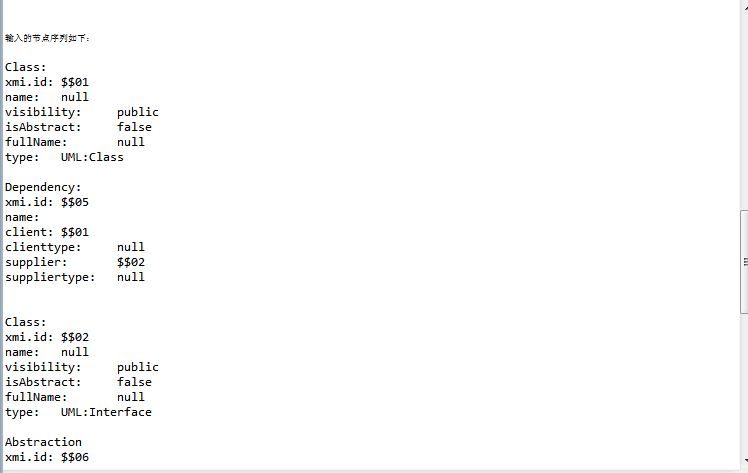 输入的节点序列如下:
Class:
xmi.id: $$01
name: null
visibility: public
isAbstract: false
fullName: null
type: UML:Class
Dependency:
xmi.id: $$05
name:
client: $$01
clienttype: null
supplier: $$02
suppliertype: null
Class:
xmi.id: $$02
name: null
visibility: public
isAbstract: false
fullName: null
type: UML:Interface
Abstraction
xmi.id: $$06